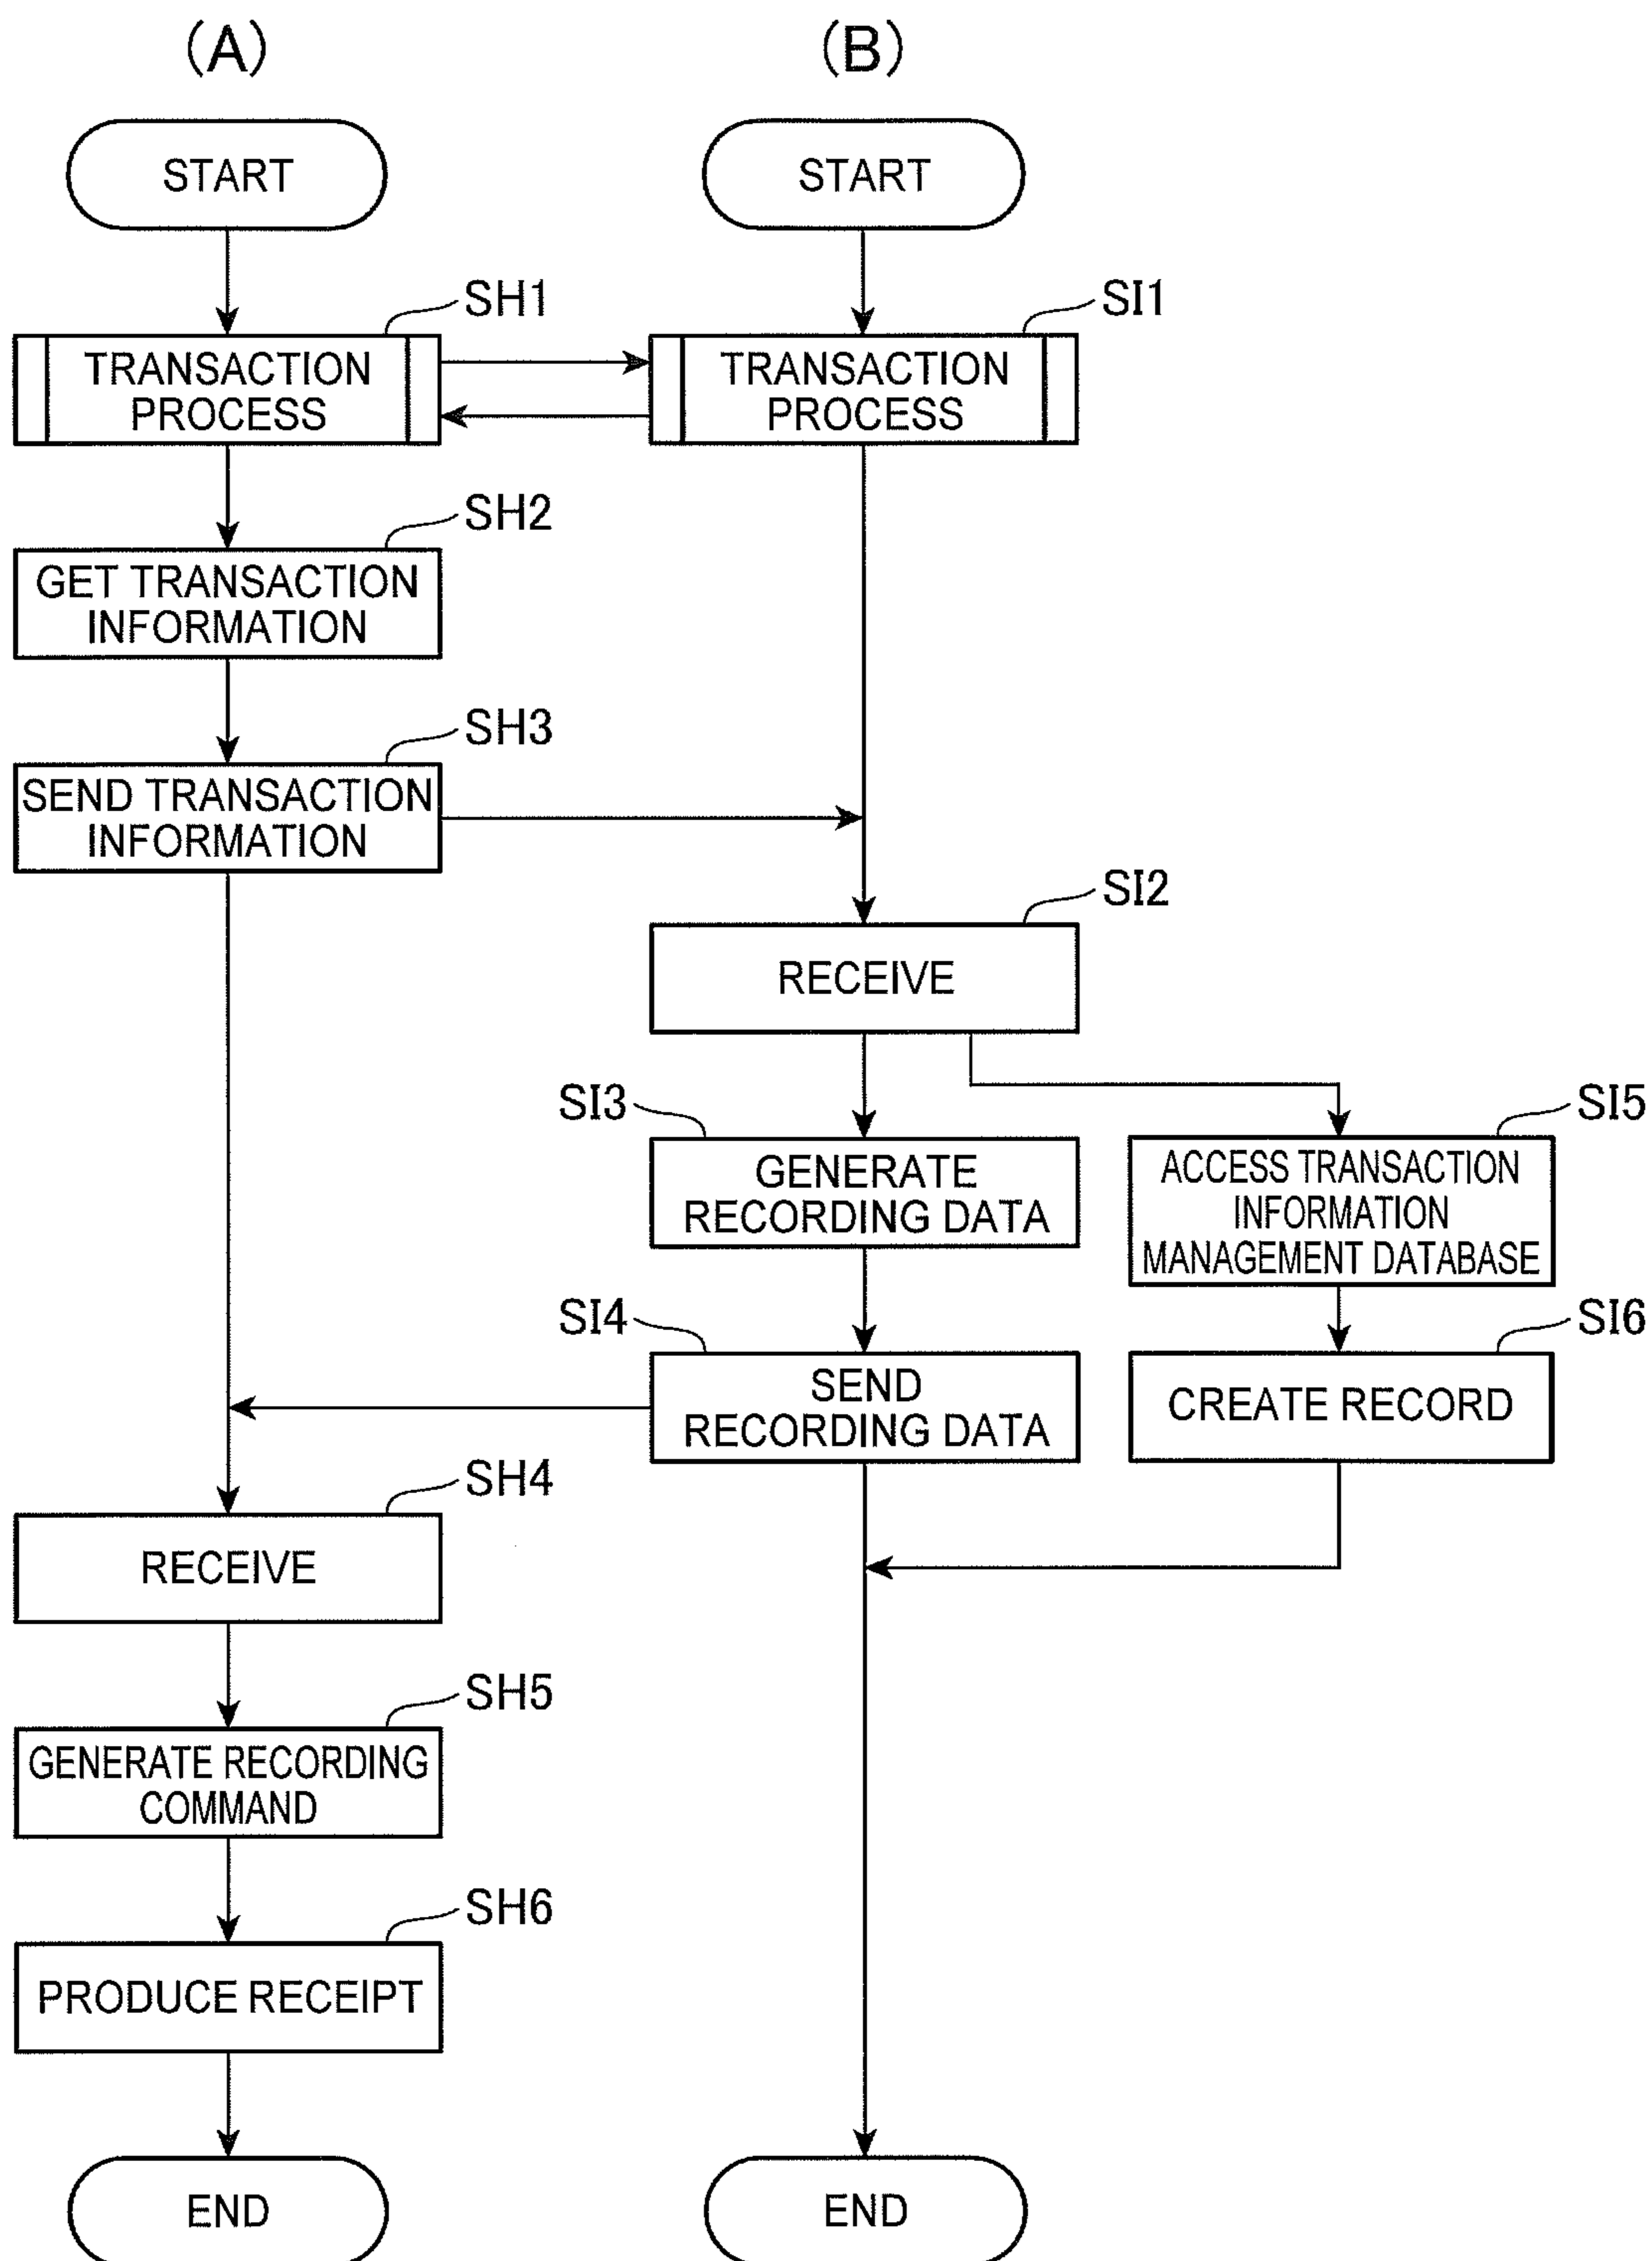 (A)
(B)
START
START
SH1
SI1
TRANSACTION
PROCESS
TRANSACTION
PROCESS
SH2
GET TRANSACTION
INFORMATION
SH3
SEND TRANSACTION
INFORMATION
SI2
RECEIVE
SI3
GENERATE
RECORDING DATA
SI5
ACCESS TRANSACTION
INFORMATION
MANAGEMENT DATABASE
SI4
SEND
RECORDING DATA
SI6
CREATE RECORD
SH4
RECEIVE
SH5
GENERATE RECORDING
COMMAND
SH6
PRODUCE RECEIPT
END
END